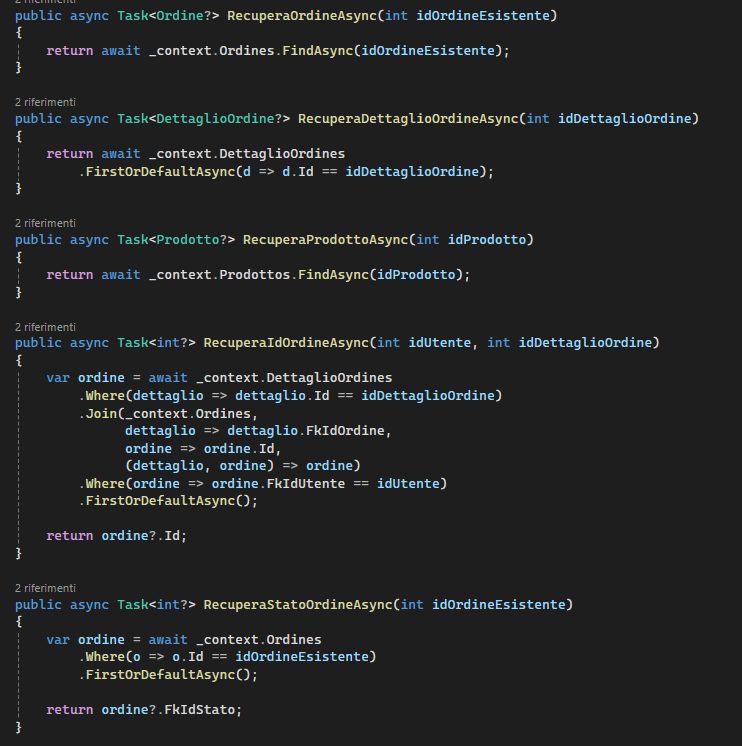 2 riferimenti
public async Task<Ordine?> RecuperaOrdineAsync(int idOrdineEsistente)
{
return await _context.Ordines.FindAsync(idOrdineEsistente);
}
2 riferimenti
public async Task<DettaglioOrdine?> RecuperaDettaglioOrdineAsync(int idDettaglioOrdine)
{
return await _context.DettaglioOrdines
.FirstOrDefaultAsync(d => d.Id == idDettaglioOrdine);
}
2 riferimenti
public async Task<Prodotto?> RecuperaProdottoAsync(int idProdotto)
{
return await _context.Prodottos.FindAsync(idProdotto);
}
2 riferimenti
public async Task<int?> RecuperaIdOrdineAsync(int idUtente, int idDettaglioOrdine)
{
var ordine = await _context.DettaglioOrdines
.Where(dettaglio => dettaglio.Id == idDettaglioOrdine)
.Join(_context.Ordines,
dettaglio => dettaglio.FkIdOrdine,
ordine => ordine.Id,
(dettaglio, ordine) => ordine)
.Where(ordine => ordine.FkIdUtente == idUtente)
.FirstOrDefaultAsync();
return ordine?.Id;
}
2 riferimenti
public async Task<int?> RecuperaStatoOrdineAsync(int idOrdineEsistente)
{
var ordine = await _context.Ordines
.Where(o => o.Id == idOrdineEsistente)
.FirstOrDefaultAsync();
return ordine?.FkIdStato;
}